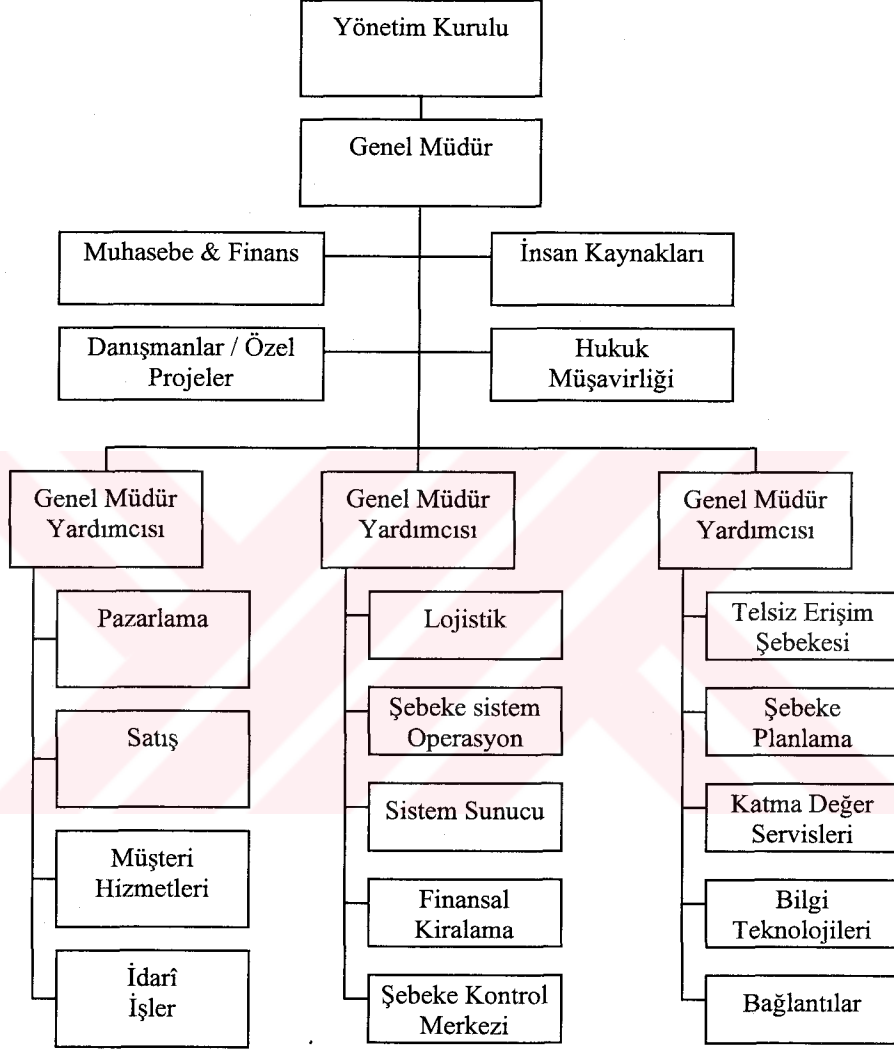 Yönetim Kurulu
Genel Müdür
Muhasebe & Finans
İnsan Kaynakları
Danışmanlar / Özel
Projeler
Hukuk
Müşavirliği
Genel Müdür
Yardımcısı
Pazarlama
Satış
Müşteri
Hizmetleri
İdarî
İşler
Genel Müdür
Yardımcısı
Lojistik
Şebeke sistem
Operasyon
Sistem Sunucu
Finansal
Kiralama
Şebeke Kontrol
Merkezi
Genel Müdür
Yardımcısı
Telsiz Erişim
Şebekesi
Şebeke
Planlama
Katma Değer
Servisleri
Bilgi
Teknolojileri
Bağlantılar